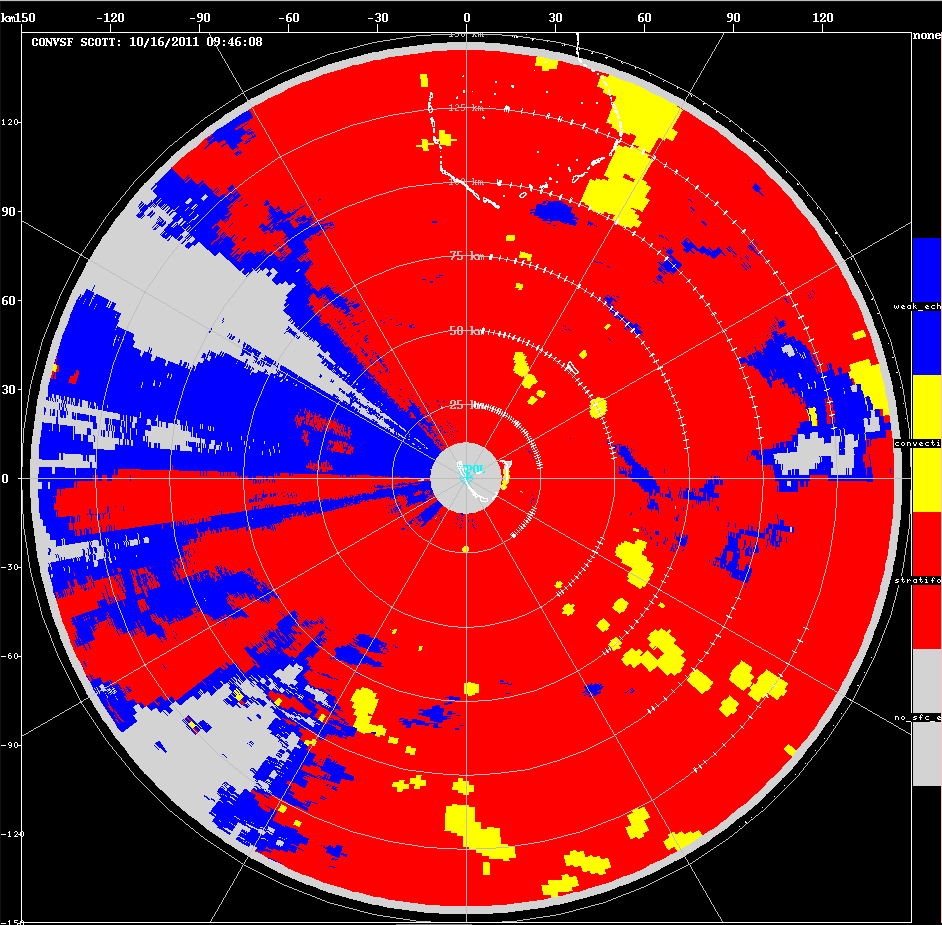 km150 -120 -90 -60 -30 0 30 60 90 120
none
CONVSF SCOTT: 10/16/2011 09:46:08
150 km
125 km
120
100 km
90
75 km
60
weak_ech
50 km
30
25 km
convecti
0
-30
stratifo
-60
no_sfc_e
-90
-120
-150